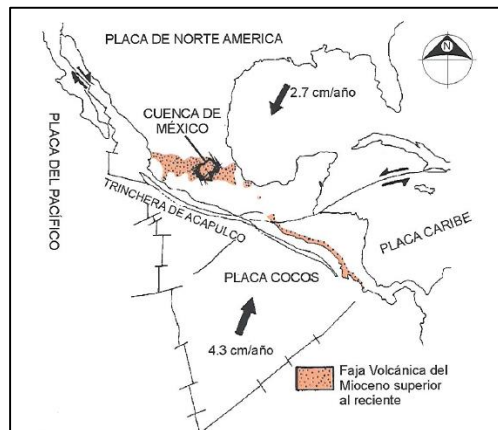 PLACA DE NORTE AMERICA
N
2.7 cm/año
CUENCA DE
MÉXICO
PLACA DEL PACÍFICO
TRINCHERA DE ACAPULCO
PLACA CARIBE
PLACA COCOS
4.3 cm/año
Faja Volcánica del
Mioceno superior
al reciente